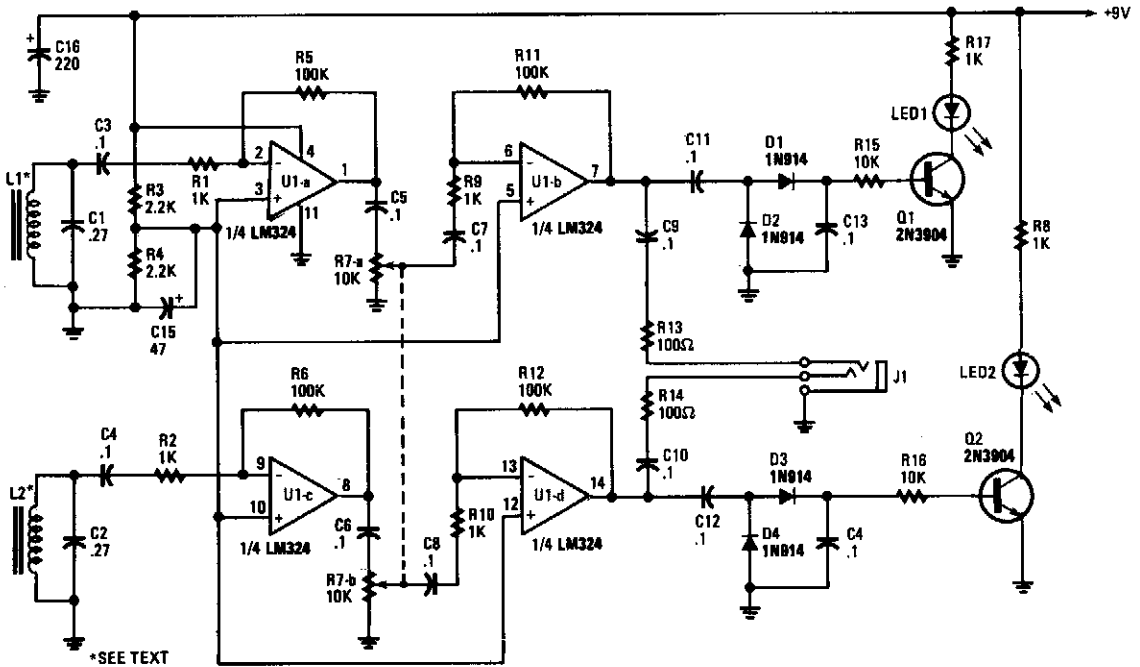 +9V
+
C16
220
R17
1K
R5
100K
R11
100K
LED1
C3
.1
C11
.1
D1
1N914
R15
10K
L1*
R1
1K
2
4
1
6
7
3
U1-a
U1-b
5
R3
2.2K
R9
1K
C5
.1
C1
.27
11
1/4 LM324
1/4 LM324
D2
1N914
C13
.1
Q1
2N3904
R8
1K
R4
2.2K
C7
.1
C9
.1
R7-a
10K
+
C15
47
R13
100Ω
J1
LED2
R6
100K
R12
100K
R14
100Ω
C4
.1
R2
1K
C10
.1
D3
1N914
R16
10K
Q2
2N3904
L2*
9
8
13
14
10
U1-c
U1-d
12
C2
.27
C6
.1
R10
1K
C12
.1
D4
1N914
C4
.1
1/4 LM324
C8
.1
1/4 LM324
R7-b
10K
*SEE TEXT